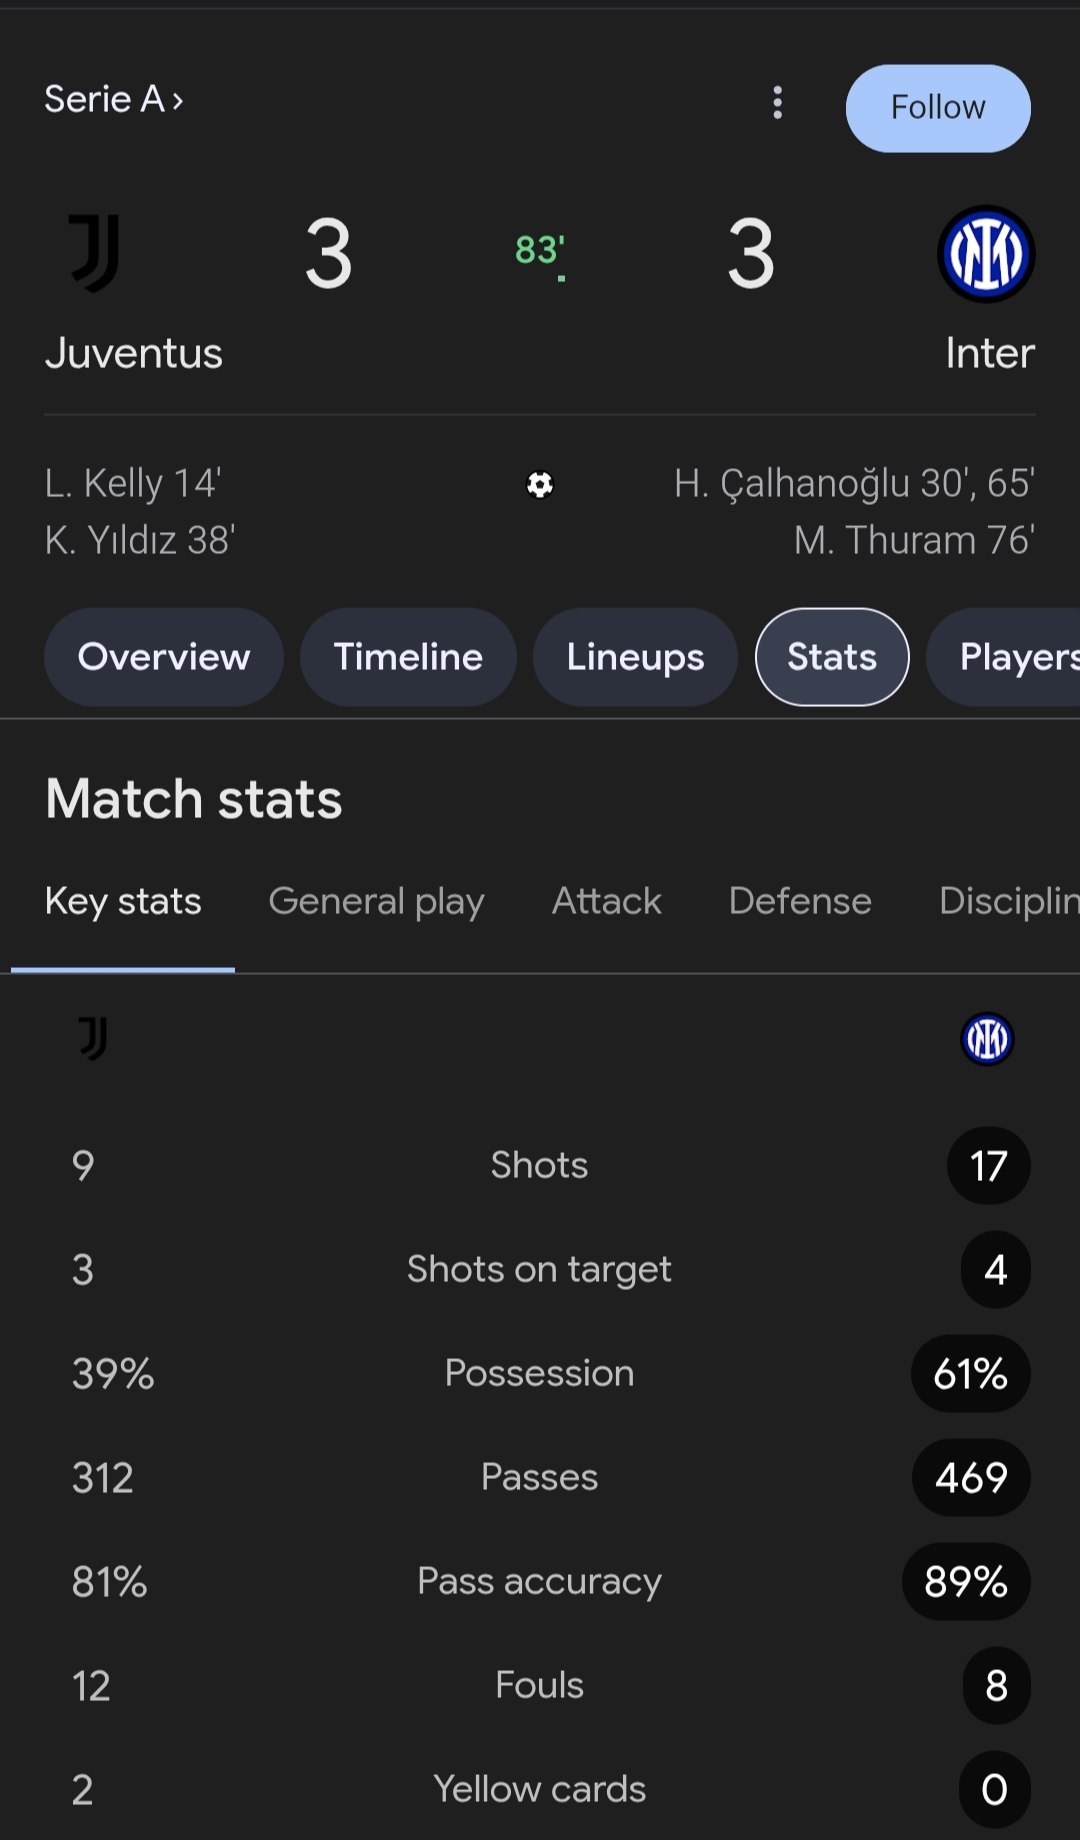 Serie A ›
Follow
3 83' 3
Juventus Inter
L. Kelly 14' H. Çalhanoğlu 30', 65'
K. Yıldız 38' M. Thuram 76'
Overview Timeline Lineups Stats Players
Match stats
Key stats General play Attack Defense Disciplin
9 Shots 17
3 Shots on target 4
39% Possession 61%
312 Passes 469
81% Pass accuracy 89%
12 Fouls 8
2 Yellow cards 0